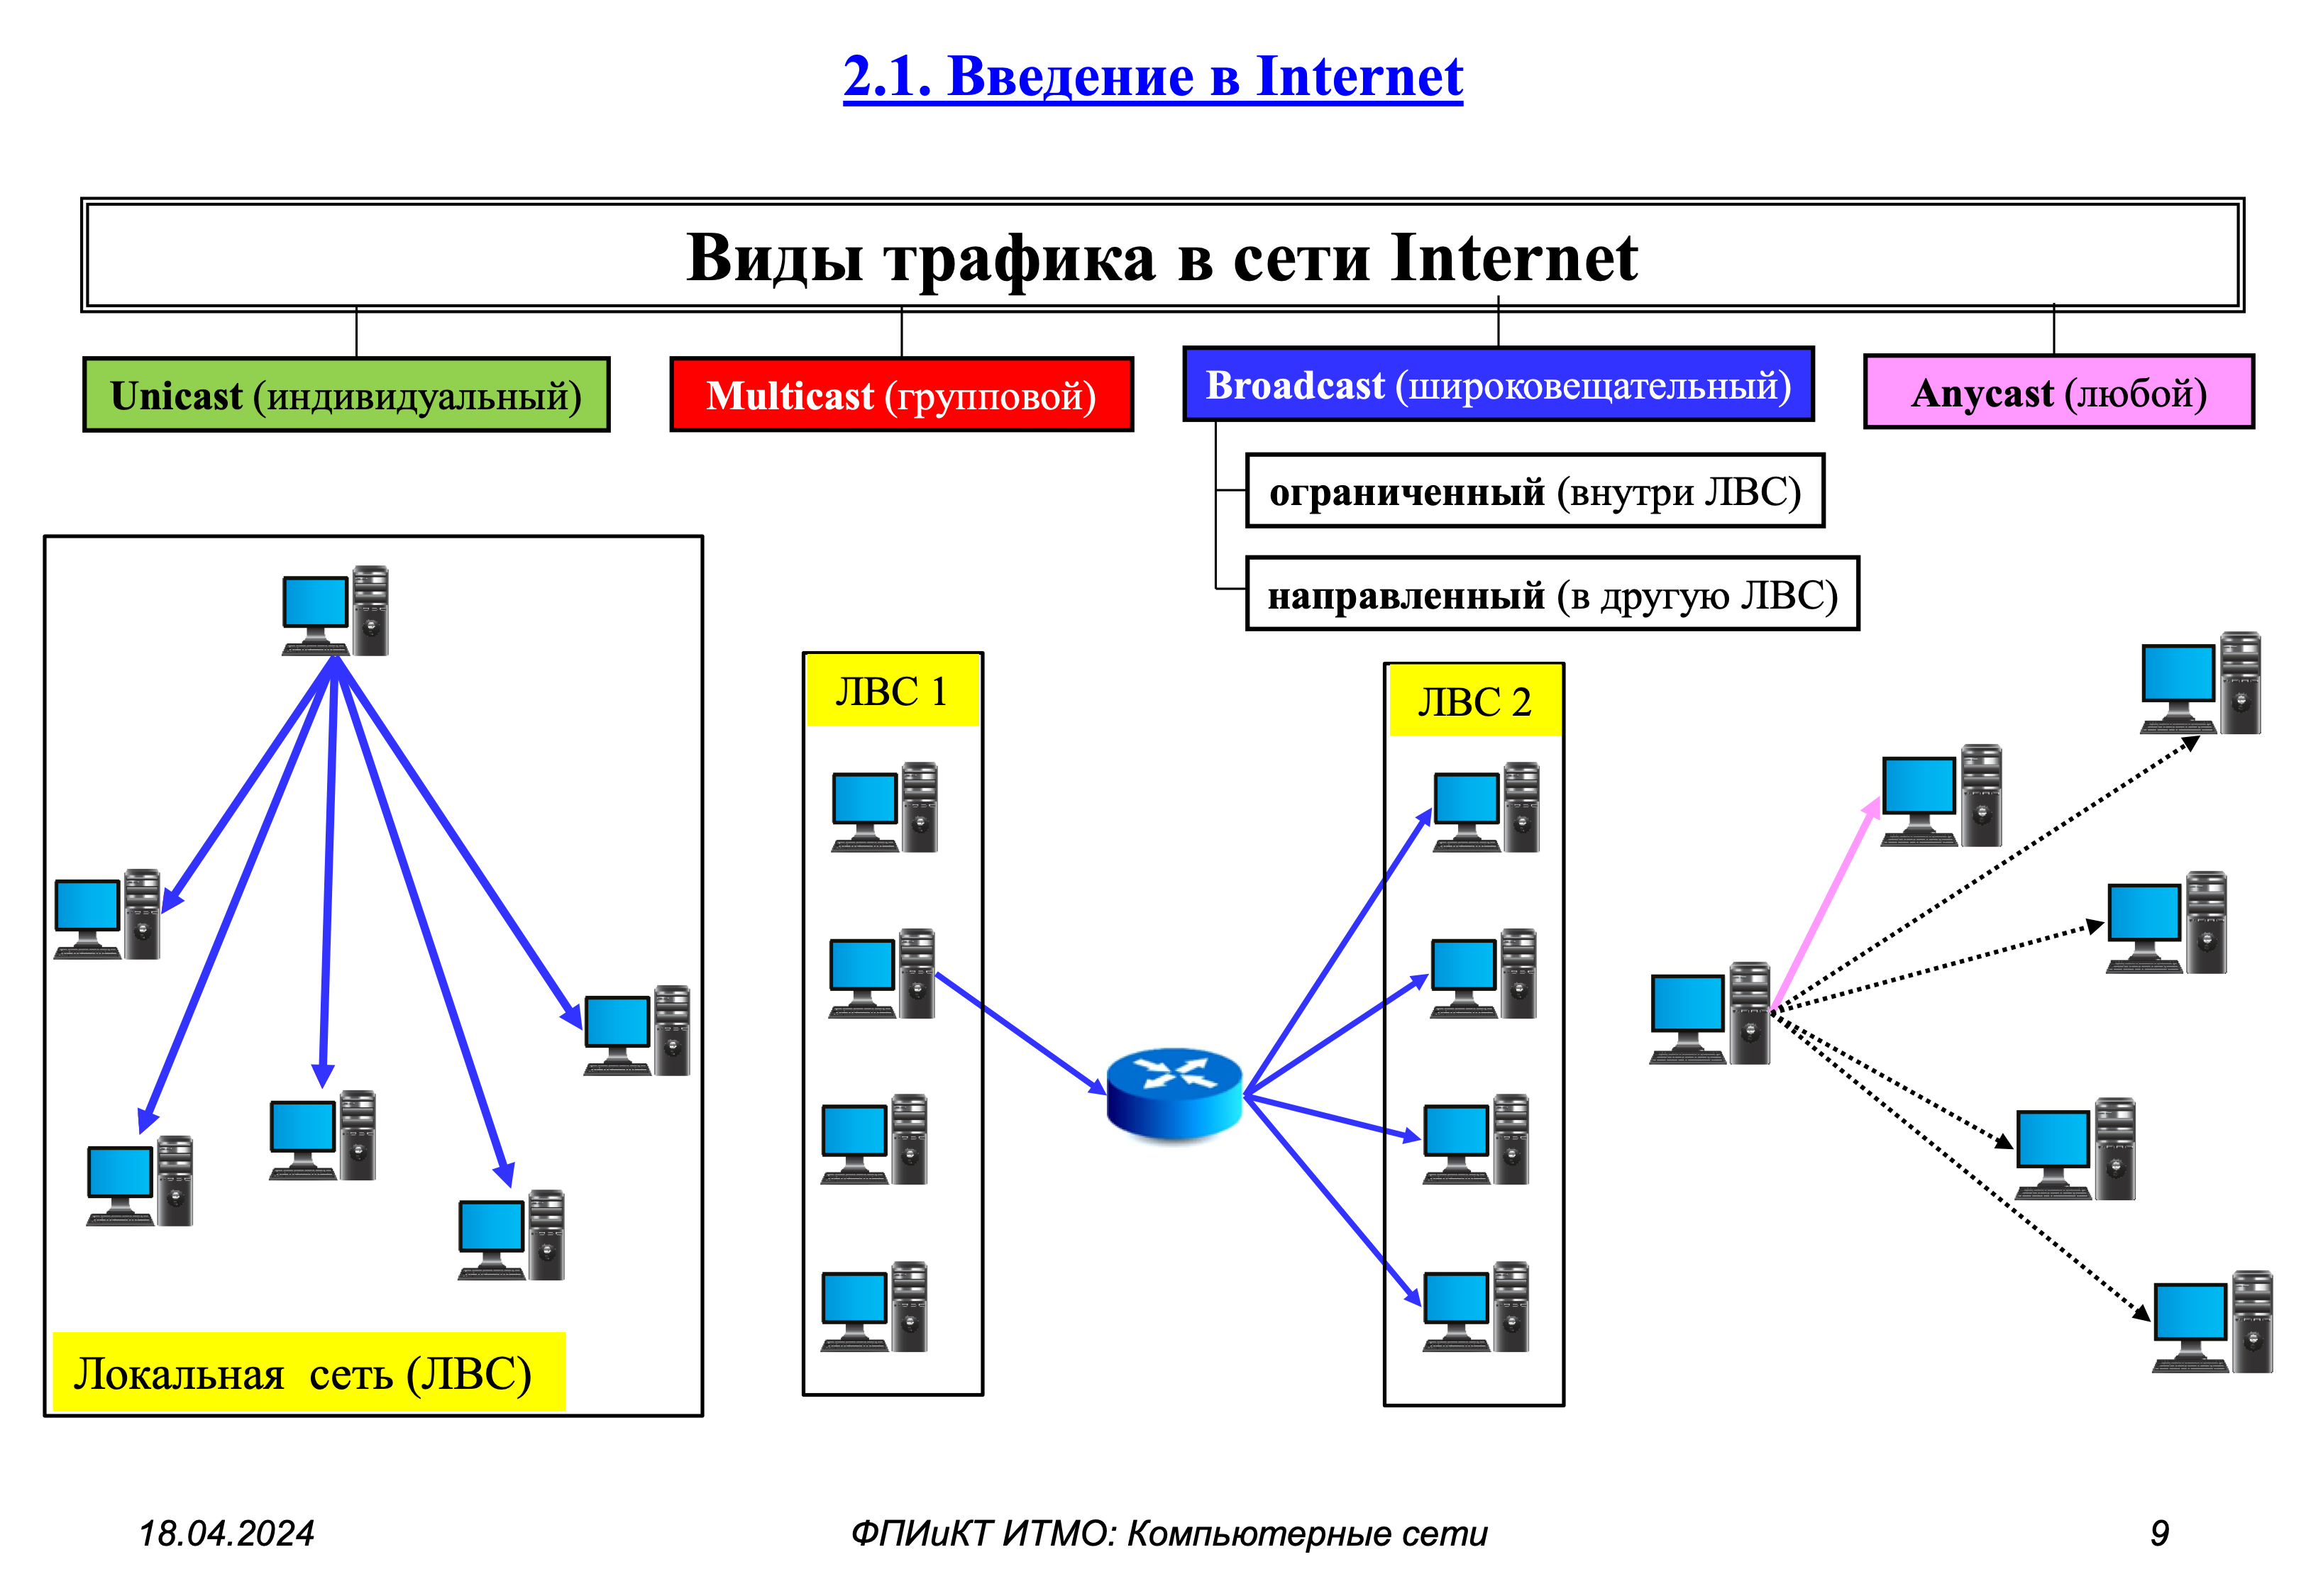 2.1. Введение в Internet
Виды трафика в сети Internet
Unicast (индивидуальный)
Multicast (групповой)
Broadcast (широковещательный)
Anycast (любой)
ограниченный (внутри ЛВС)
направленный (в другую ЛВС)
ЛВС 1
ЛВС 2
Локальная сеть (ЛВС)
18.04.2024
ФПИиКТ ИТМО: Компьютерные сети
9